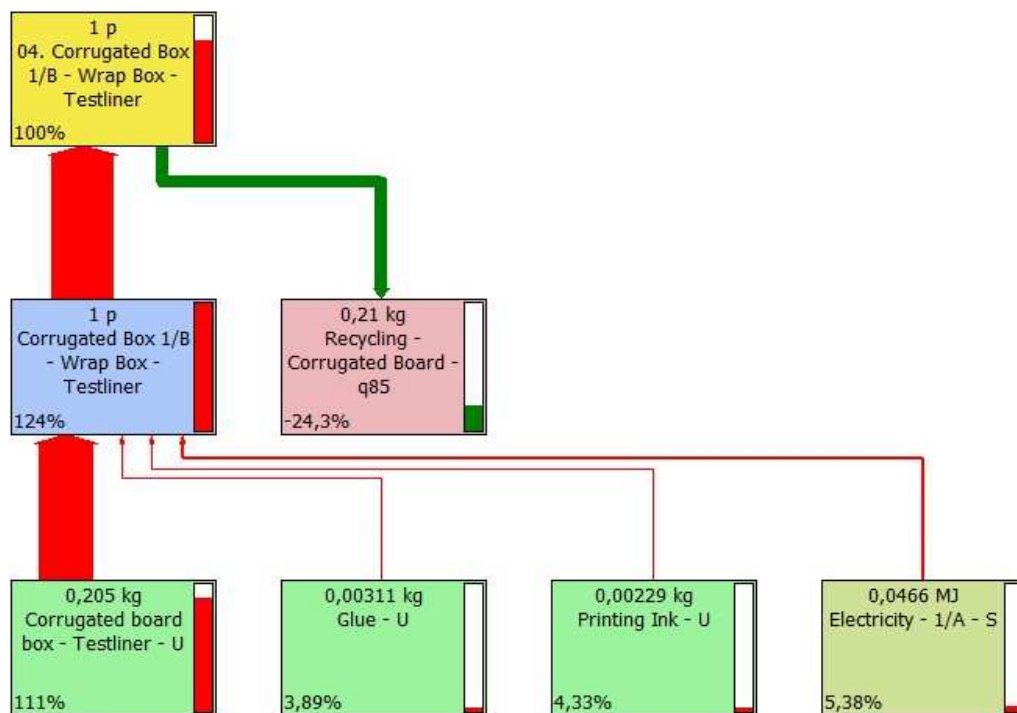 1 p
04. Corrugated Box
1/B - Wrap Box -
Testliner
100%
1 p
Corrugated Box 1/B
- Wrap Box -
Testliner
124%
0,21 kg
Recycling -
Corrugated Board -
q85
-24,3%
0,205 kg
Corrugated board
box - Testliner - U
111%
0,00311 kg
Glue - U
3,89%
0,00229 kg
Printing Ink - U
4,33%
0,0466 MJ
Electricity - 1/A - S
5,38%